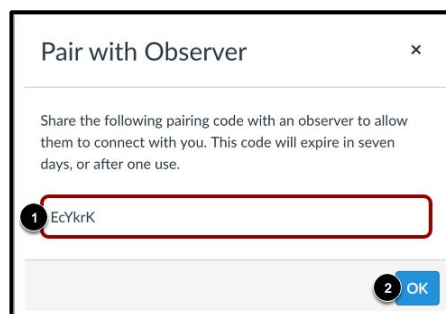 Pair with Observer ×
Share the following pairing code with an observer to allow
them to connect with you. This code will expire in seven
days, or after one use.
1 EcYkrK
2 OK